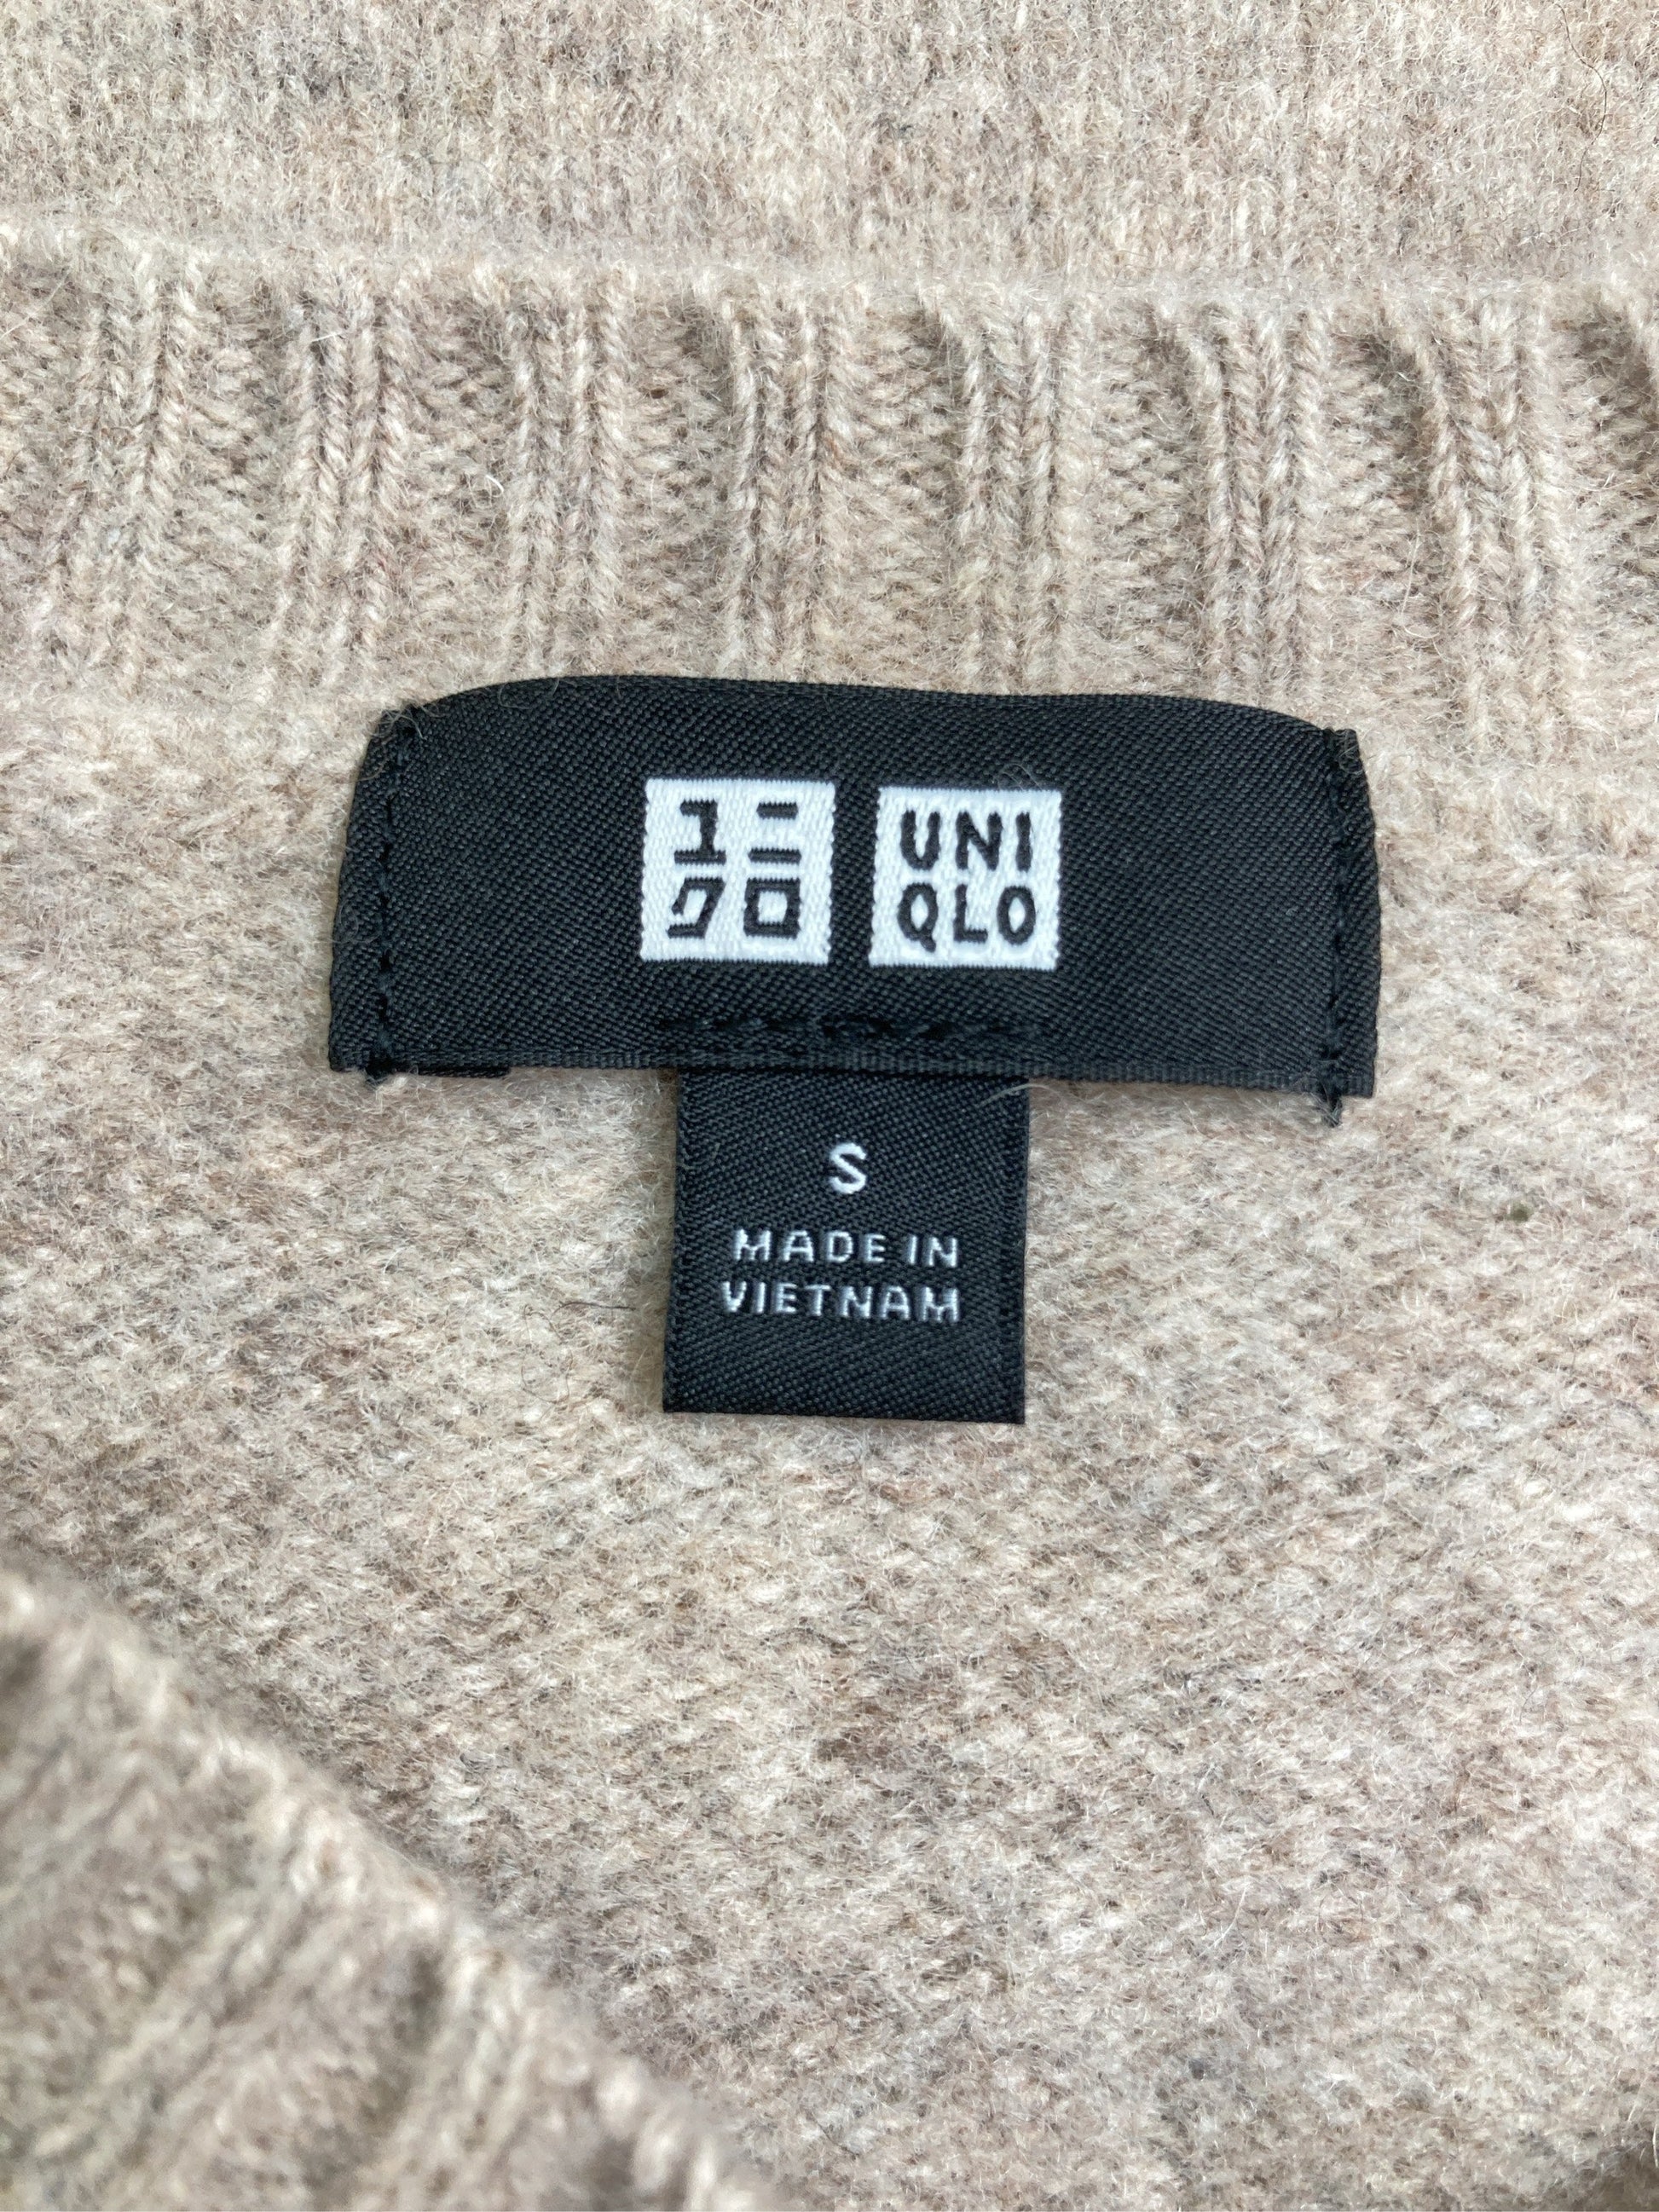 ユニ
クロ
UNI
QLO
S
MADE IN
VIETNAM